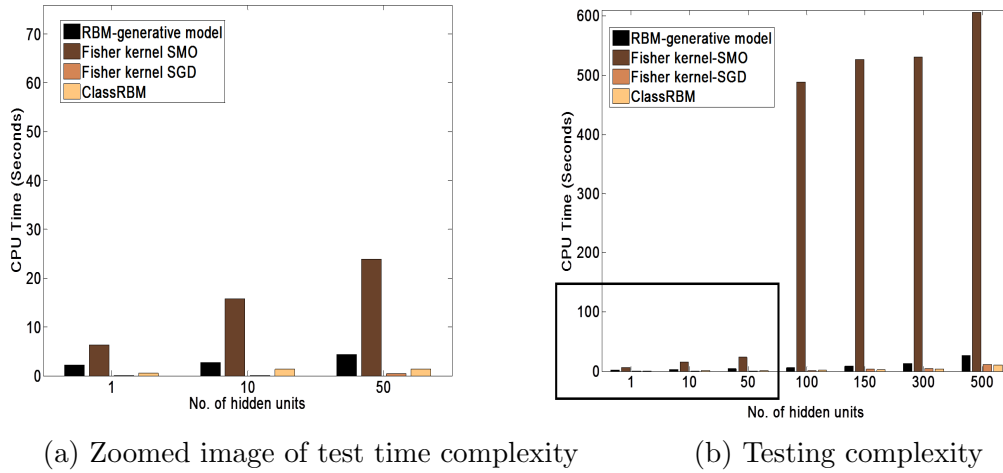 RBM-generative model
Fisher kernel SMO
Fisher kernel SGD
ClassRBM
CPU Time (Seconds)
70
60
50
40
30
20
10
0
1 10 50
No. of hidden units
(a) Zoomed image of test time complexity
RBM-generative model
Fisher kernel-SMO
Fisher kernel-SGD
ClassRBM
CPU Time (Seconds)
600
500
400
300
200
100
0
1 10 50 100 150 300 500
No. of hidden units
(b) Testing complexity